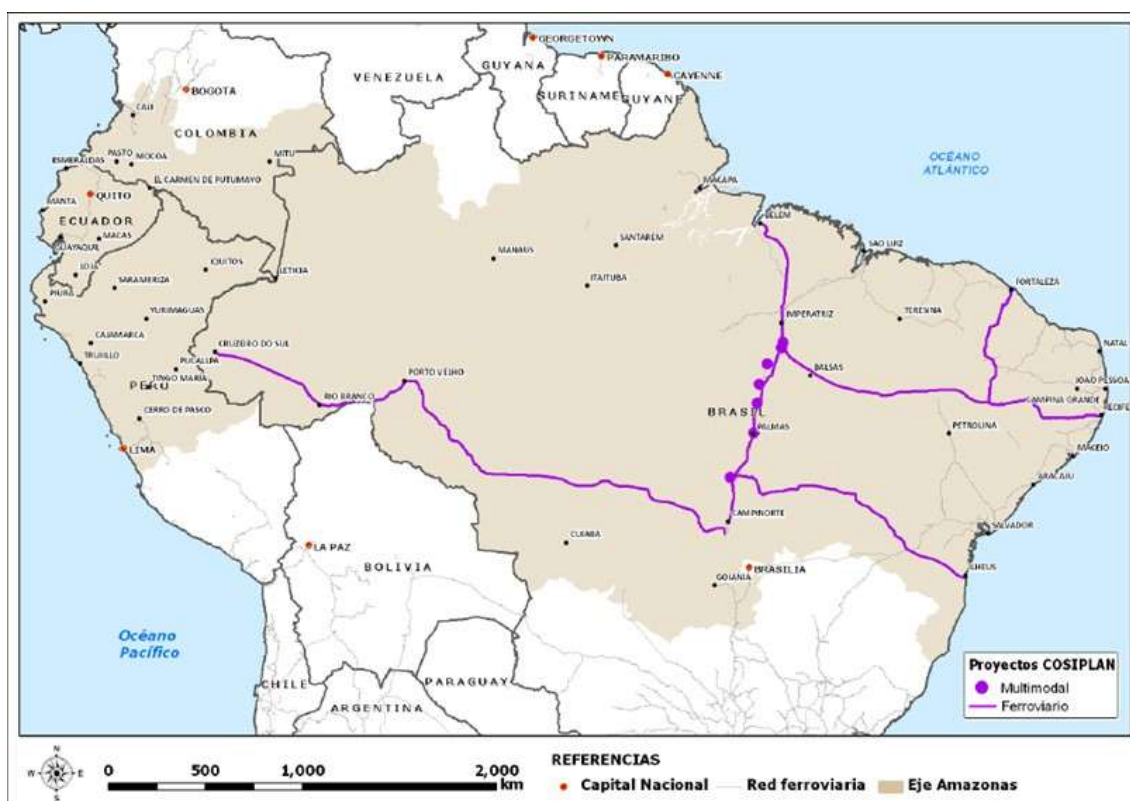 GEORGETOWN
PARAMARIBO
VENEZUELA
GUYANA
CAYENNE
BOGOTA
SURINAME
GUYANE
CALI
COLOMBIA
OCÉANO
ATLÁNTICO
PASTO
MOCOA
MITU
ESMERALDAS
EL CARMEN DE PUTUMAYO
MACAPA
QUITO
MANTA
BELEM
ECUADOR
MACAS
GUAYAQUIL
SANTAREM
SAO LUIZ
MANAUS
LOJA
IQUITOS
LETICIA
SARAMERIZA
ITAITUBA
FORTALEZA
PIURA
YURIMAGUAS
IMPERATRIZ
TERESINA
CAJAMARCA
CRUZEIRO DO SUL
NATAL
TRUJILLO
PUCALLPA
PORTO VELHO
BALSAS
TINGO MARIA
PERU
JOAO PESSOA
RIO BRANCO
CAMPINA GRANDE
CERRO DE PASCO
BRASIL
RECIFE
PALMAS
PETROLINA
LIMA
MACEIO
ARACAJU
CAMPINORTE
SALVADOR
CUIABA
LA PAZ
BOLIVIA
BRASILIA
GOIANIA
ILHEUS
Océano
Pacífico
PARAGUAY
CHILE
ARGENTINA
Proyectos COSIPLAN
Multimodal
Ferroviario
N
W E
S
0 500 1,000 2,000
km
REFERENCIAS
Capital Nacional Red ferroviaria Eje Amazonas